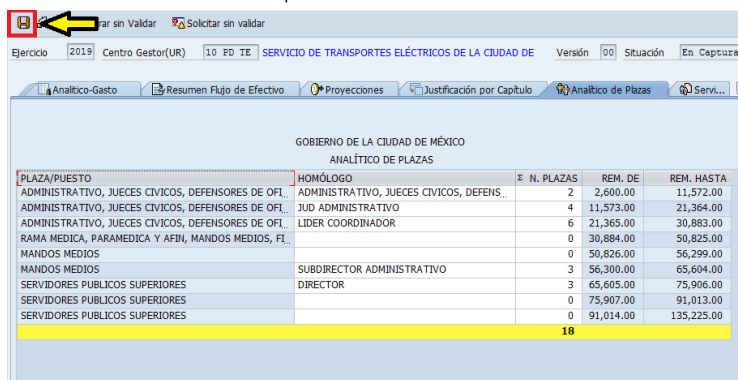 rar sin Validar Solicitar sin validar
Ejercicio 2019 Centro Gestor(UR) 10 PD TE SERVICIO DE TRANSPORTES ELÉCTRICOS DE LA CIUDAD DE Versión 00 Situación En Captura
Analítico-Gasto Resumen Flujo de Efectivo Proyecciones Justificación por Capítulo Analítico de Plazas Servi...
GOBIERNO DE LA CIUDAD DE MÉXICO
ANALÍTICO DE PLAZAS
PLAZA/PUESTO HOMÓLOGO Σ N. PLAZAS REM. DE REM. HASTA
ADMINISTRATIVO, JUECES CIVICOS, DEFENSORES DE OFI... ADMINISTRATIVO, JUECES CIVICOS, DEFENS... 2 2,600.00 11,572.00
ADMINISTRATIVO, JUECES CIVICOS, DEFENSORES DE OFI... JUD ADMINISTRATIVO 4 11,573.00 21,364.00
ADMINISTRATIVO, JUECES CIVICOS, DEFENSORES DE OFI... LIDER COORDINADOR 6 21,365.00 30,883.00
RAMA MEDICA, PARAMEDICA Y AFIN, MANDOS MEDIOS, FI... 0 30,884.00 50,825.00
MANDOS MEDIOS 0 50,826.00 56,299.00
MANDOS MEDIOS SUBDIRECTOR ADMINISTRATIVO 3 56,300.00 65,604.00
SERVIDORES PUBLICOS SUPERIORES DIRECTOR 3 65,605.00 75,906.00
SERVIDORES PUBLICOS SUPERIORES 0 75,907.00 91,013.00
SERVIDORES PUBLICOS SUPERIORES 0 91,014.00 135,225.00
18